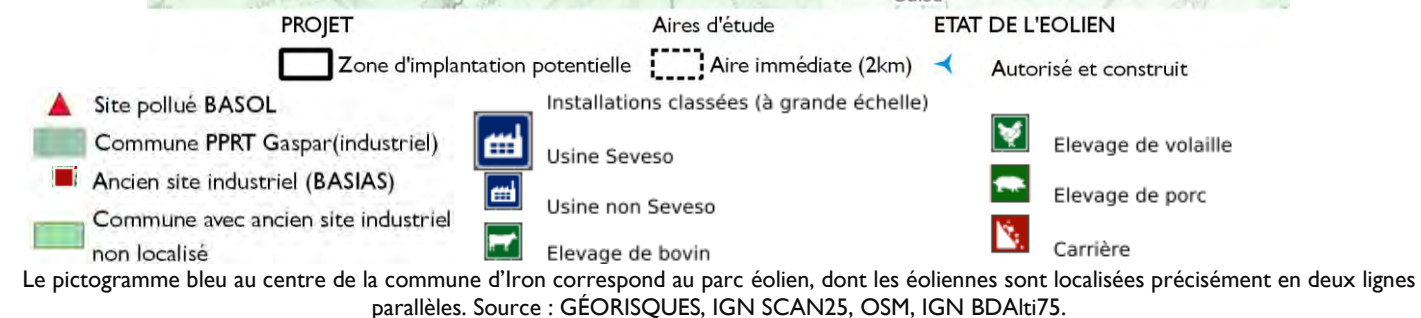 PROJET Aires d'étude ETAT DE L'EOLIEN
Zone d'implantation potentielle Aire immédiate (2km) Autorisé et construit
Site pollué BASOL
Commune PPRT Gaspar(industriel)
Ancien site industriel (BASIAS)
Commune avec ancien site industriel
non localisé
Installations classées (à grande échelle)
Usine Seveso
Usine non Seveso
Elevage de bovin
Elevage de volaille
Elevage de porc
Carrière
Le pictogramme bleu au centre de la commune d'Iron correspond au parc éolien, dont les éoliennes sont localisées précisément en deux lignes
parallèles. Source : GÉORISQUES, IGN SCAN25, OSM, IGN BDAlti75.